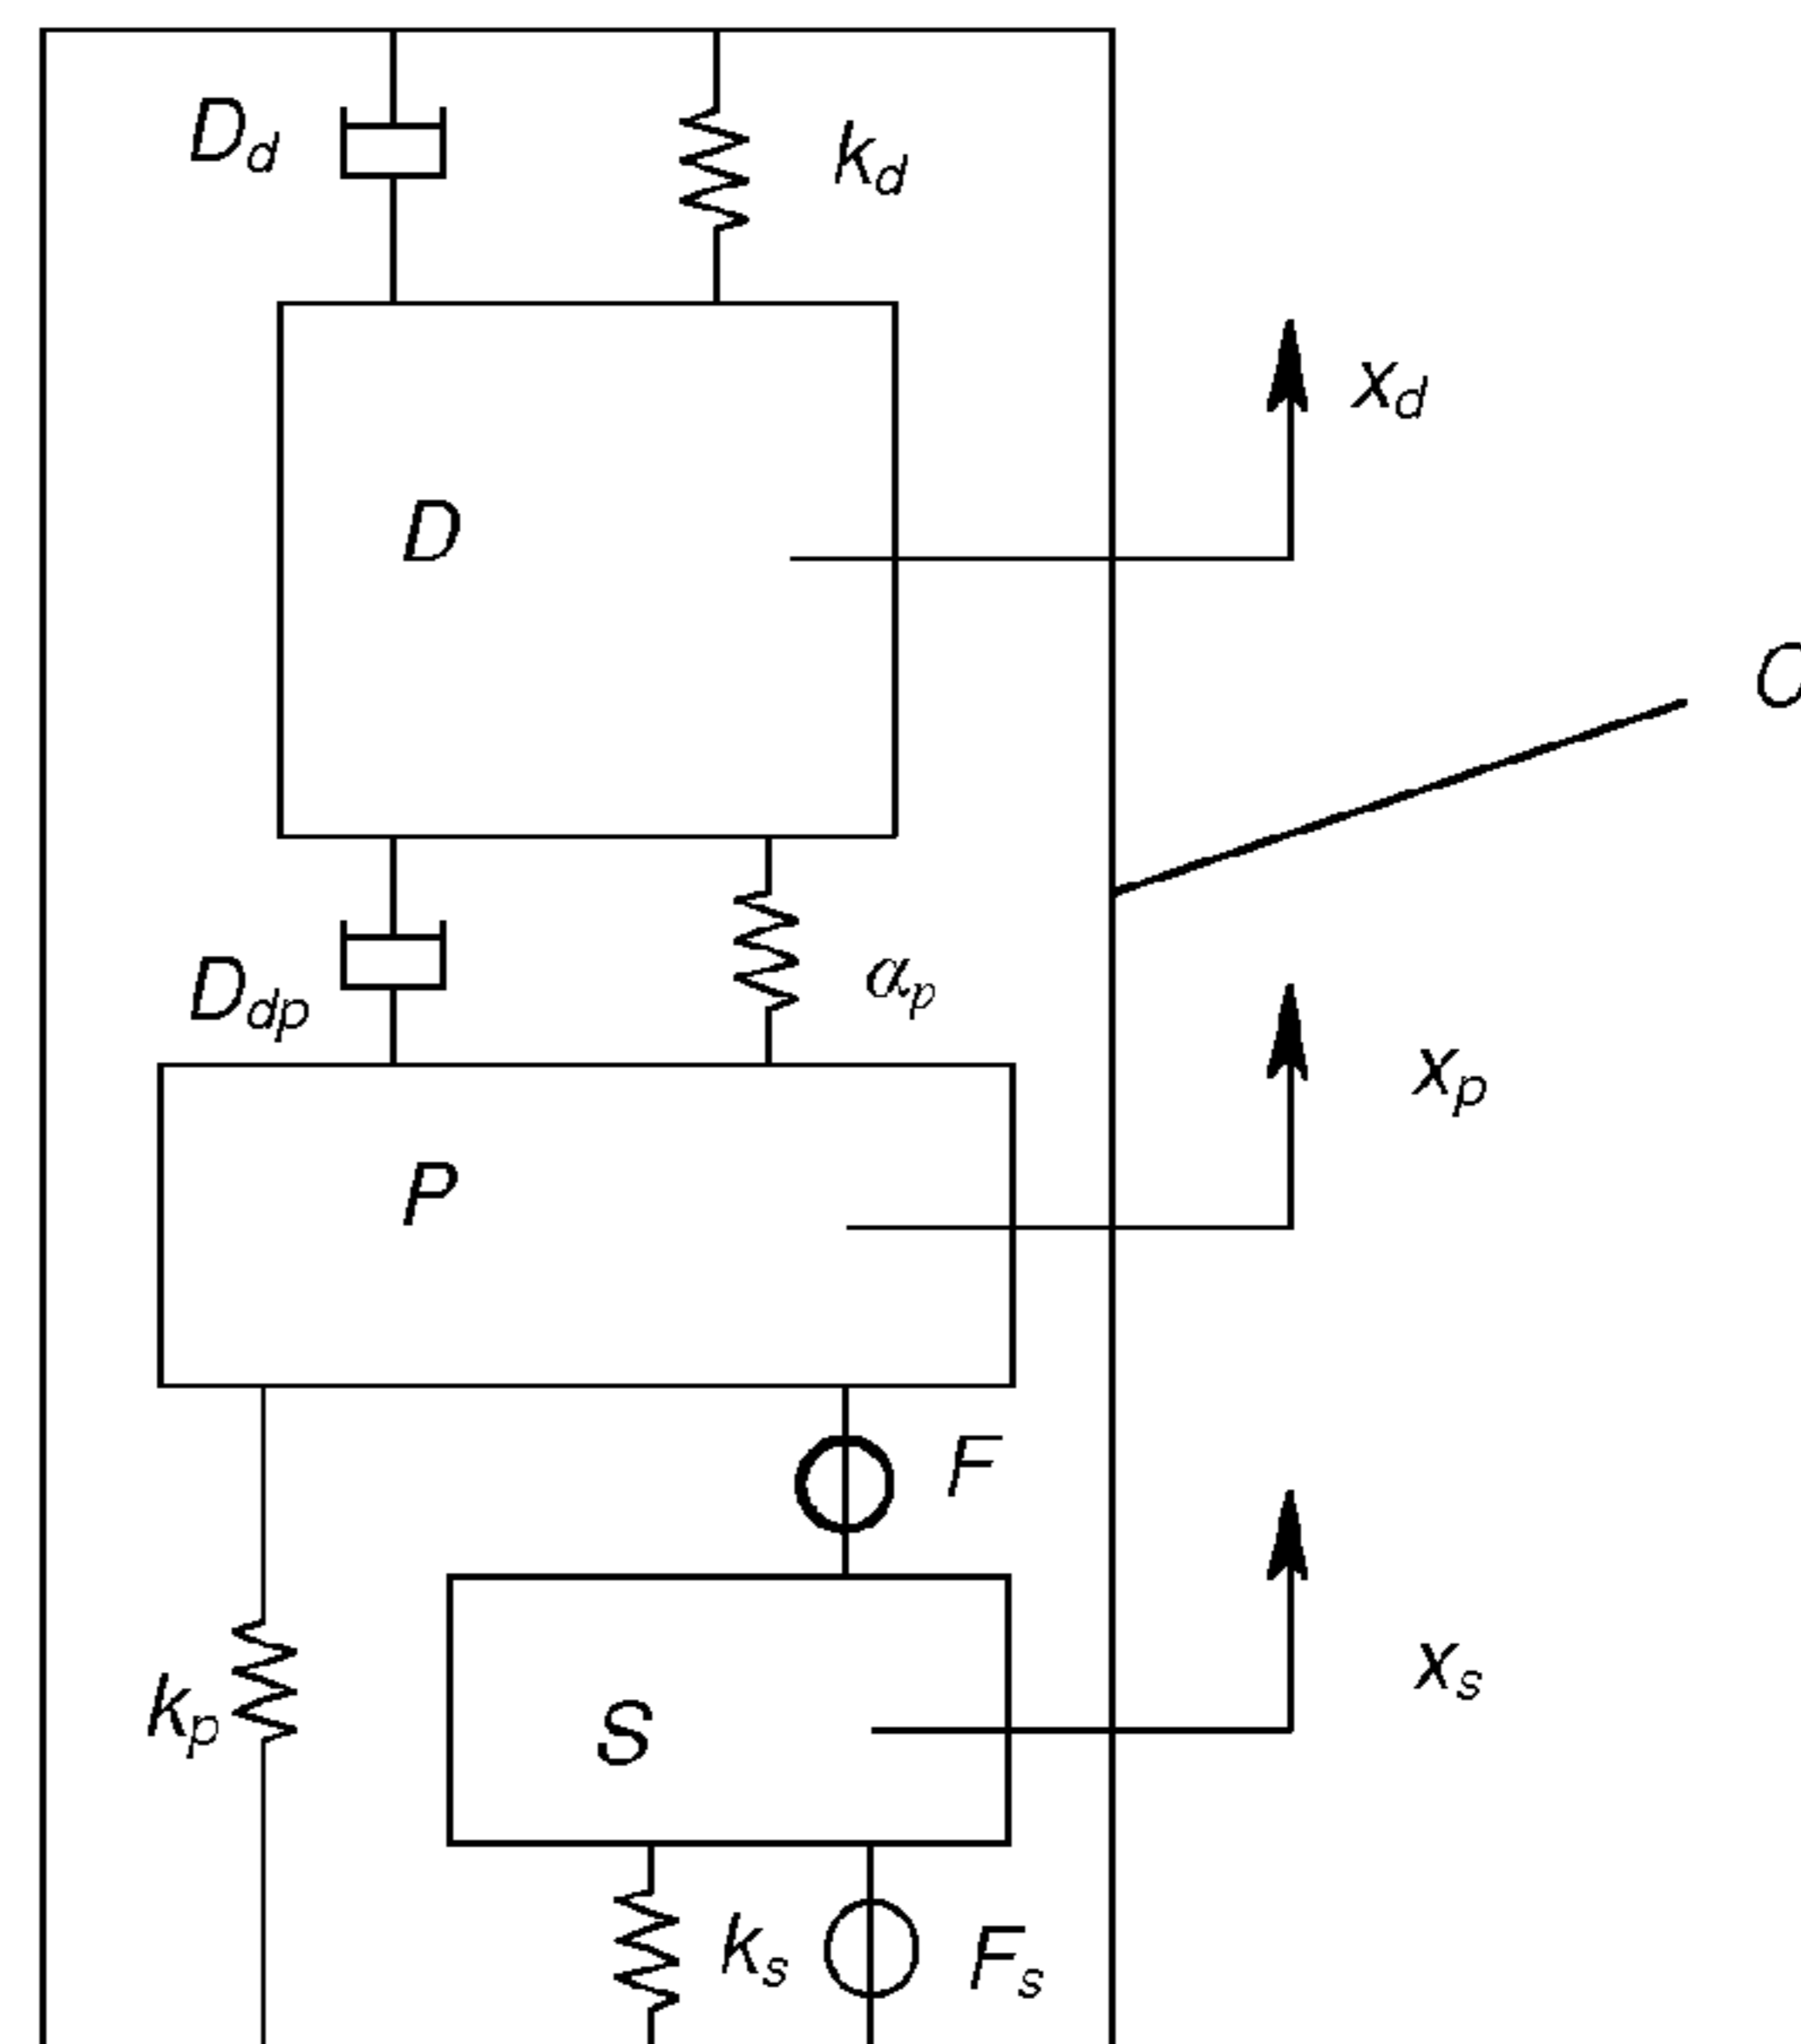 D_d
k_d
x_d
D
D_dp
α_p
x_p
P
F
x_s
k_p
S
k_s
F_s